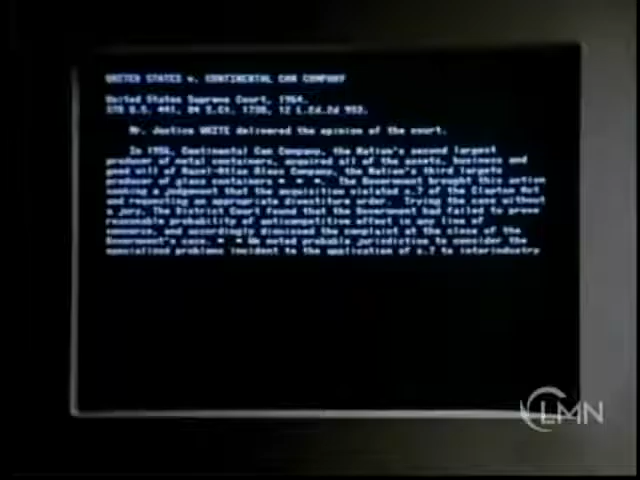 UNITED STATES v. CONTINENTAL CAN COMPANY
United States Supreme Court, 1964.
378 U.S. 441, 84 S.Ct. 1738, 12 L.Ed.2d 953.
Mr. Justice WHITE delivered the opinion of the court.
In 1956, Continental Can Company, the Nation's second largest
producer of metal containers, acquired all of the assets, business and
good will of Hazel-Atlas Glass Company, the Nation's third largest
producer of glass containers * * *. The Government brought this action
seeking a judgment that the acquisition violated s.7 of the Clayton Act
and requesting an appropriate divestiture order. Trying the case without
a jury, The District Court found that the Government had failed to prove
reasonable probability of anticompetitive effect in any line of
commerce, and accordingly dismissed the complaint at the close of the
Government's case. * * We noted probable jurisdiction to consider the
specialized problems incident to the application of s.7 to interindustry
LMN